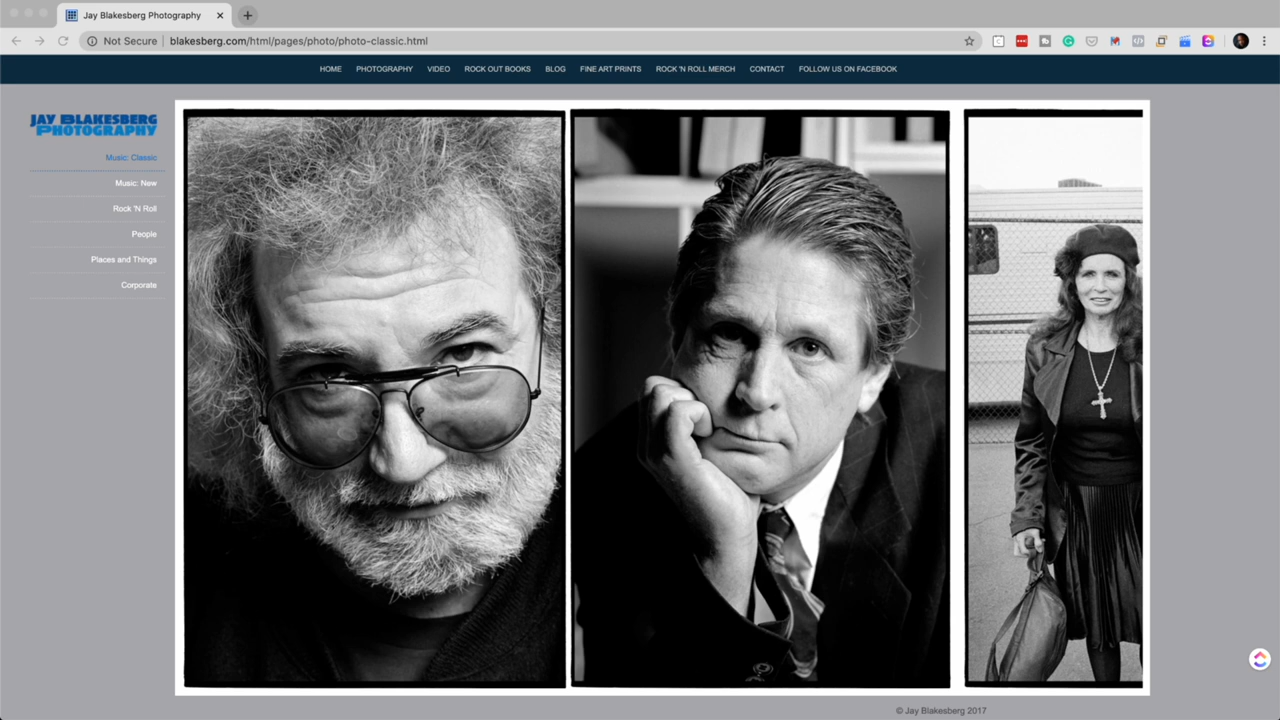 Jay Blakesberg Photography
Not Secure | blakesberg.com/html/pages/photo/photo-classic.html
HOME PHOTOGRAPHY VIDEO ROCK OUT BOOKS BLOG FINE ART PRINTS ROCK 'N ROLL MERCH CONTACT FOLLOW US ON FACEBOOK
JAY BLAKESBERG
PHOTOGRAPHY
Music: Classic
Music: New
Rock 'N Roll
People
Places and Things
Corporate
© Jay Blakesberg 2017